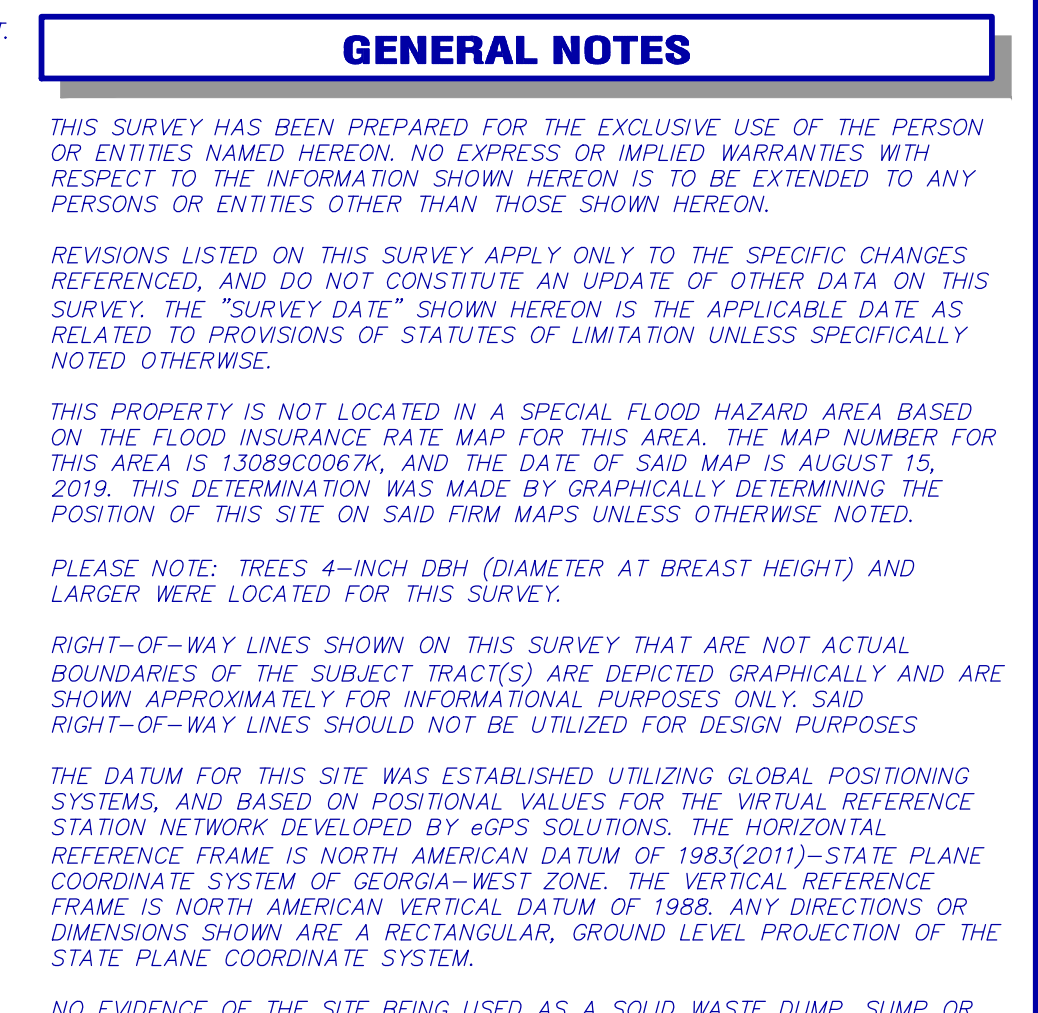 GENERAL NOTES
THIS SURVEY HAS BEEN PREPARED FOR THE EXCLUSIVE USE OF THE PERSON
OR ENTITIES NAMED HEREON. NO EXPRESS OR IMPLIED WARRANTIES WITH
RESPECT TO THE INFORMATION SHOWN HEREON IS TO BE EXTENDED TO ANY
PERSONS OR ENTITIES OTHER THAN THOSE SHOWN HEREON.
REVISIONS LISTED ON THIS SURVEY APPLY ONLY TO THE SPECIFIC CHANGES
REFERENCED, AND DO NOT CONSTITUTE AN UPDATE OF OTHER DATA ON THIS
SURVEY. THE "SURVEY DATE" SHOWN HEREON IS THE APPLICABLE DATE AS
RELATED TO PROVISIONS OF STATUTES OF LIMITATION UNLESS SPECIFICALLY
NOTED OTHERWISE.
THIS PROPERTY IS NOT LOCATED IN A SPECIAL FLOOD HAZARD AREA BASED
ON THE FLOOD INSURANCE RATE MAP FOR THIS AREA. THE MAP NUMBER FOR
THIS AREA IS 13089C0067K, AND THE DATE OF SAID MAP IS AUGUST 15,
2019. THIS DETERMINATION WAS MADE BY GRAPHICALLY DETERMINING THE
POSITION OF THIS SITE ON SAID FIRM MAPS UNLESS OTHERWISE NOTED.
PLEASE NOTE: TREES 4-INCH DBH (DIAMETER AT BREAST HEIGHT) AND
LARGER WERE LOCATED FOR THIS SURVEY.
RIGHT-OF-WAY LINES SHOWN ON THIS SURVEY THAT ARE NOT ACTUAL
BOUNDARIES OF THE SUBJECT TRACT(S) ARE DEPICTED GRAPHICALLY AND ARE
SHOWN APPROXIMATELY FOR INFORMATIONAL PURPOSES ONLY. SAID
RIGHT-OF-WAY LINES SHOULD NOT BE UTILIZED FOR DESIGN PURPOSES
THE DATUM FOR THIS SITE WAS ESTABLISHED UTILIZING GLOBAL POSITIONING
SYSTEMS, AND BASED ON POSITIONAL VALUES FOR THE VIRTUAL REFERENCE
STATION NETWORK DEVELOPED BY eGPS SOLUTIONS. THE HORIZONTAL
REFERENCE FRAME IS NORTH AMERICAN DATUM OF 1983(2011)-STATE PLANE
COORDINATE SYSTEM OF GEORGIA-WEST ZONE. THE VERTICAL REFERENCE
FRAME IS NORTH AMERICAN VERTICAL DATUM OF 1988. ANY DIRECTIONS OR
DIMENSIONS SHOWN ARE A RECTANGULAR, GROUND LEVEL PROJECTION OF THE
STATE PLANE COORDINATE SYSTEM.
NO EVIDENCE OF THE SITE BEING USED AS A SOLID WASTE DUMP, SUMP OR